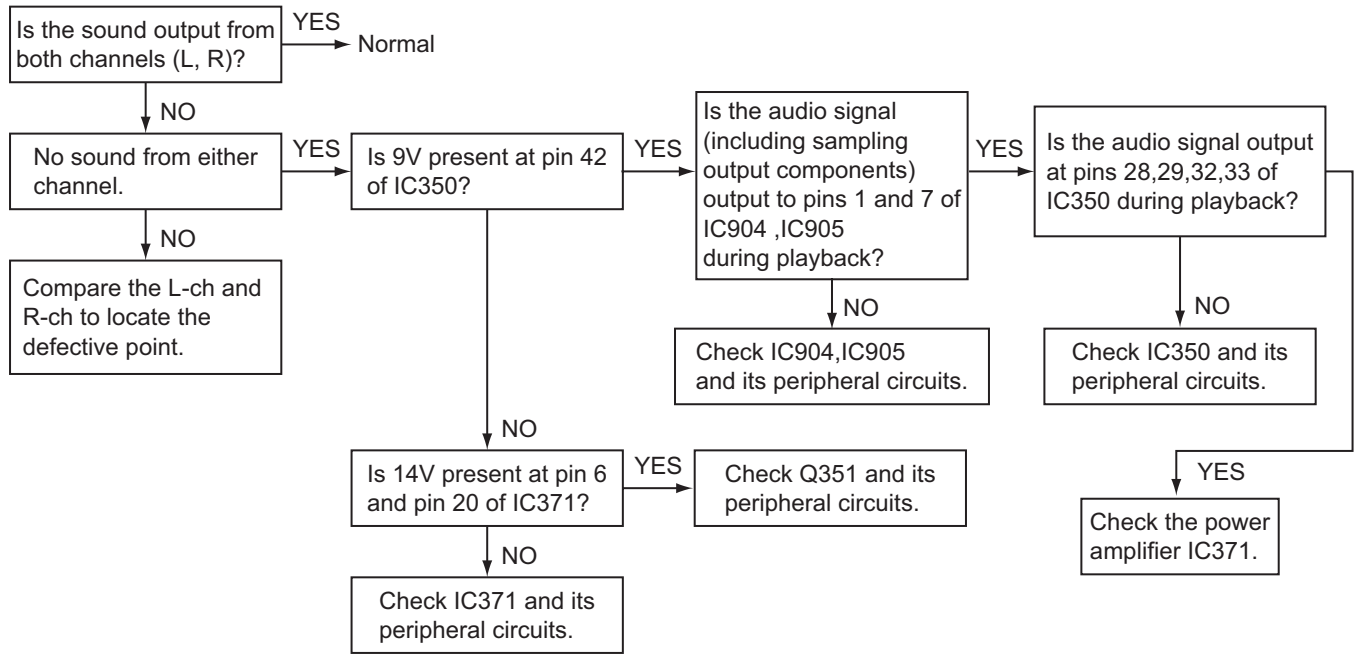 Is the sound output from
both channels (L, R)?
YES
Normal
NO
No sound from either
channel.
YES
Is 9V present at pin 42
of IC350?
YES
Is the audio signal
(including sampling
output components)
output to pins 1 and 7 of
IC904 ,IC905
during playback?
YES
Is the audio signal output
at pins 28,29,32,33 of
IC350 during playback?
NO
Compare the L-ch and
R-ch to locate the
defective point.
NO
Check IC904,IC905
and its peripheral circuits.
NO
Check IC350 and its
peripheral circuits.
NO
Is 14V present at pin 6
and pin 20 of IC371?
YES
Check Q351 and its
peripheral circuits.
YES
Check the power
amplifier IC371.
NO
Check IC371 and its
peripheral circuits.